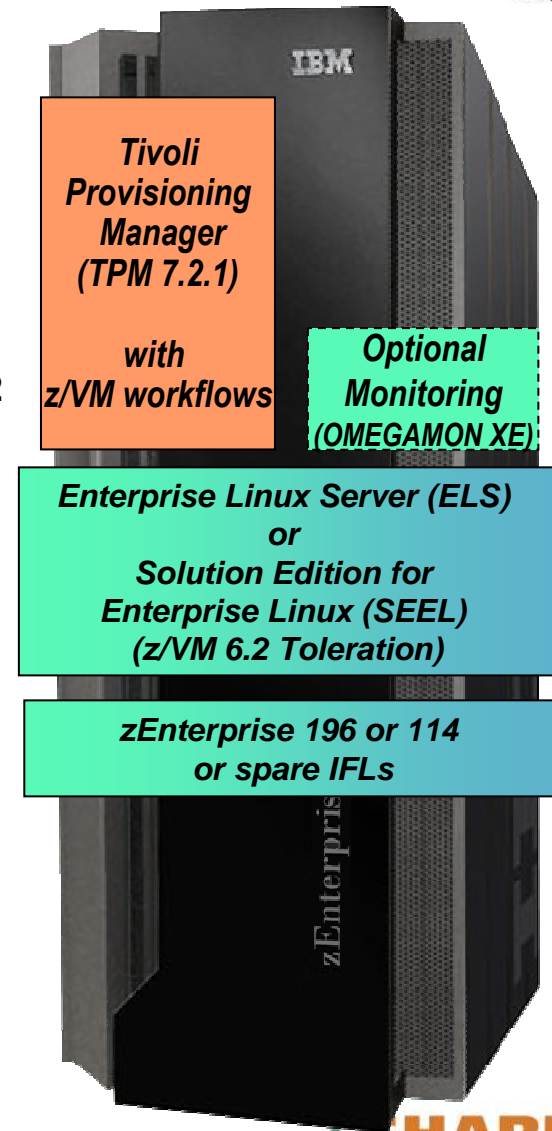 IBM
Tivoli
Provisioning
Manager
(TPM 7.2.1)
with
z/VM workflows
2
Optional
Monitoring
(OMEGAMON XE)
Enterprise Linux Server (ELS)
or
Solution Edition for
Enterprise Linux (SEEL)
(z/VM 6.2 Toleration)
zEnterprise 196 or 114
or spare IFLs
zEnterpris